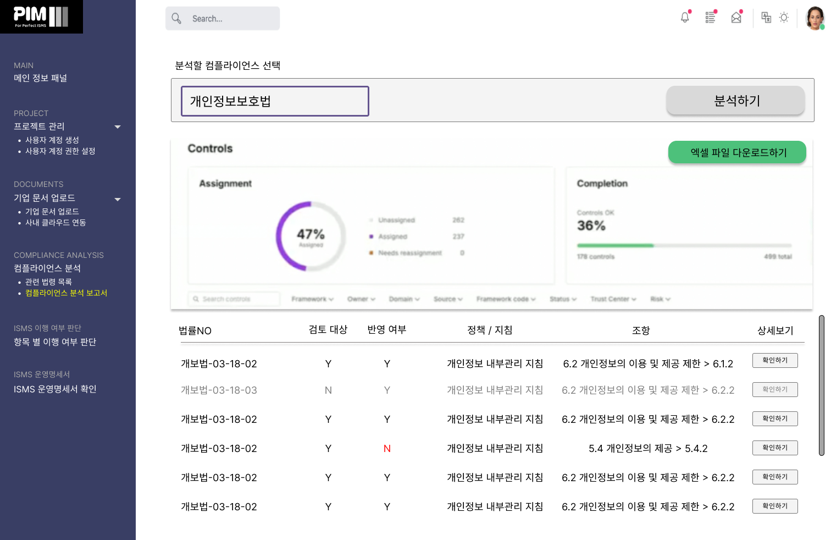 PIM
For Perfect ISMS
Search...
MAIN
메인 정보 패널
PROJECT
프로젝트 관리
• 사용자 계정 생성
• 사용자 계정 권한 설정
DOCUMENTS
기업 문서 업로드
• 기업 문서 업로드
• 사내 클라우드 연동
COMPLIANCE ANALYSIS
컴플라이언스 분석
• 관련 법령 목록
• 컴플라이언스 분석 보고서
ISMS 이행 여부 판단
항목 별 이행 여부 판단
ISMS 운영명세서
ISMS 운영명세서 확인
분석할 컴플라이언스 선택
개인정보보호법
분석하기
Controls
엑셀 파일 다운로드하기
Assignment
47%
Assigned
Unassigned 262
Assigned 237
Needs reassignment 0
Completion
Controls OK
36%
178 controls 499 total
Search controls Framework Owner Domain Source Framework code Status Trust Center Risk
법률NO 검토 대상 반영 여부 정책 / 지침 조항 상세보기
개보법-03-18-02 Y Y 개인정보 내부관리 지침 6.2 개인정보의 이용 및 제공 제한 > 6.1.2 확인하기
개보법-03-18-03 N Y 개인정보 내부관리 지침 6.2 개인정보의 이용 및 제공 제한 > 6.2.2 확인하기
개보법-03-18-02 Y Y 개인정보 내부관리 지침 6.2 개인정보의 이용 및 제공 제한 > 6.2.2 확인하기
개보법-03-18-02 Y N 개인정보 내부관리 지침 5.4 개인정보의 제공 > 5.4.2 확인하기
개보법-03-18-02 Y Y 개인정보 내부관리 지침 6.2 개인정보의 이용 및 제공 제한 > 6.2.2 확인하기
개보법-03-18-02 Y Y 개인정보 내부관리 지침 6.2 개인정보의 이용 및 제공 제한 > 6.2.2 확인하기